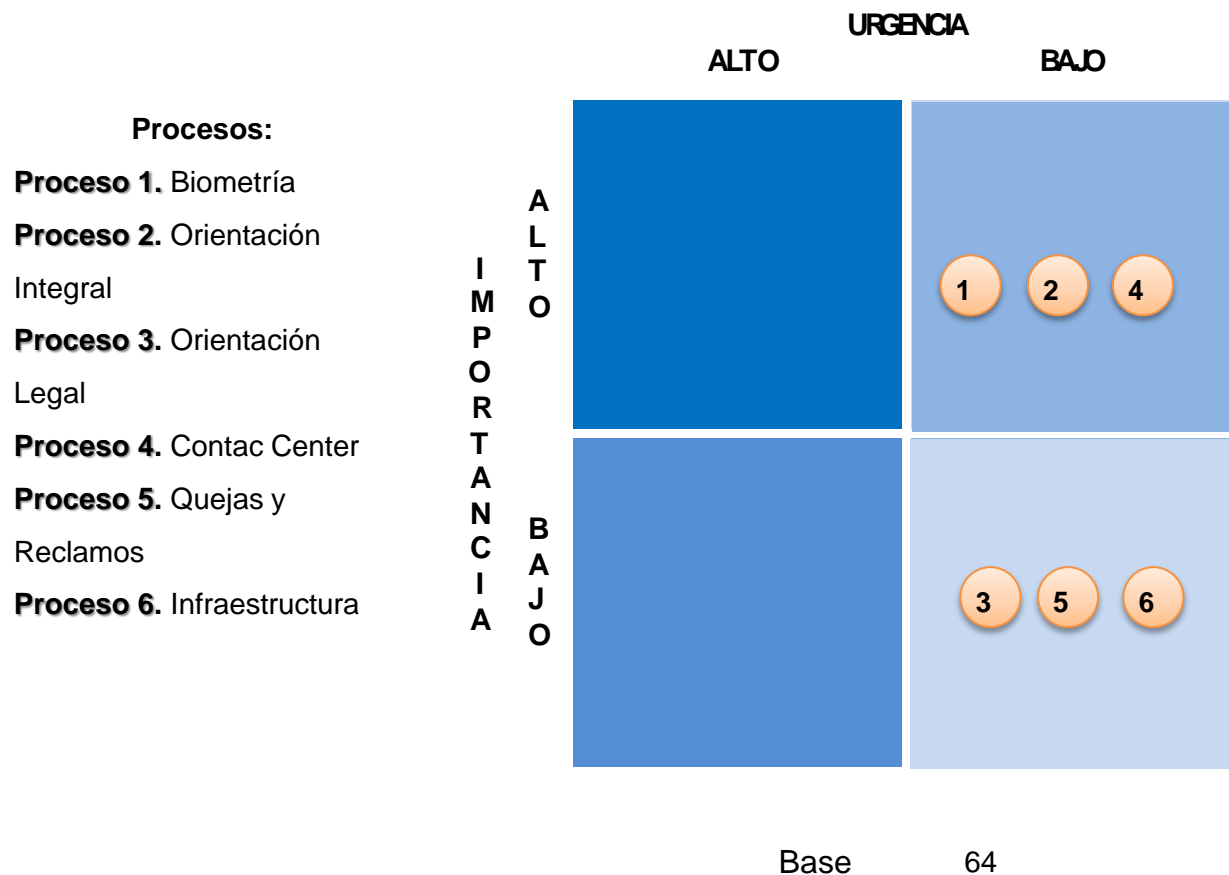 URGENCIA
ALTO BAJO
Procesos:
Proceso 1. Biometría
Proceso 2. Orientación
Integral
Proceso 3. Orientación
Legal
Proceso 4. Contac Center
Proceso 5. Quejas y
Reclamos
Proceso 6. Infraestructura
IMPORTANCIA
ALTO
BAJO
1 2 4
3 5 6
Base 64